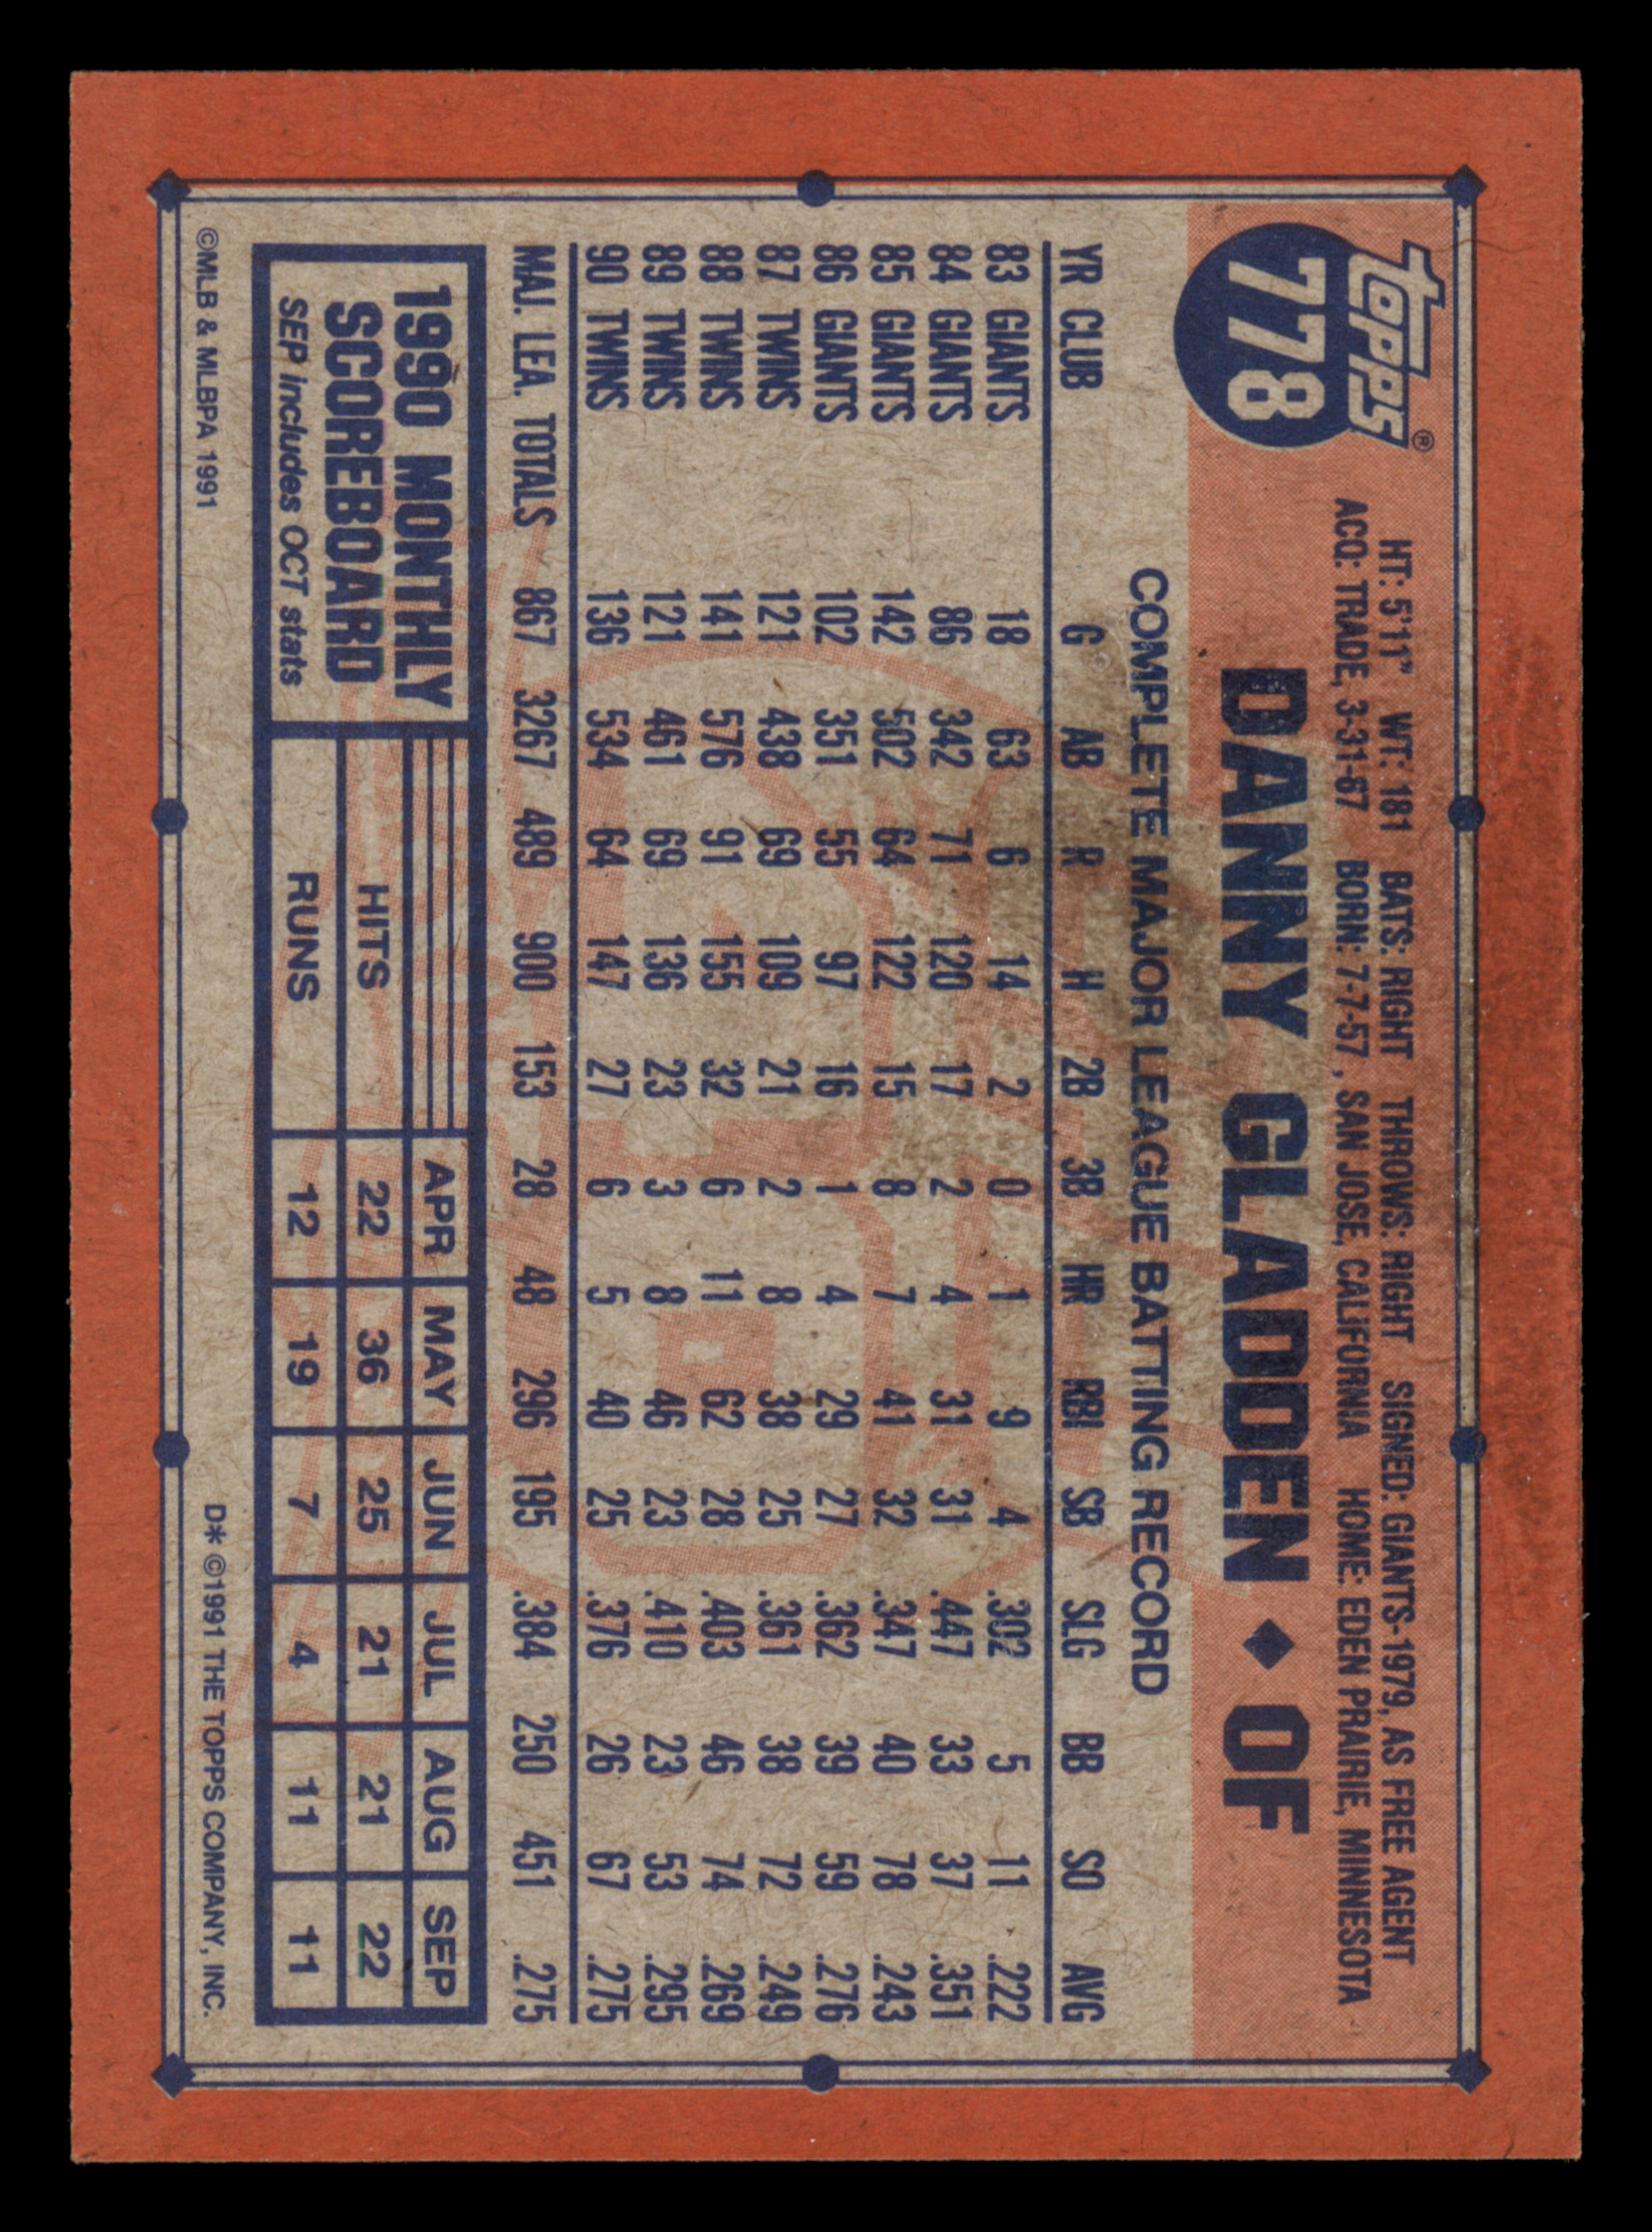 topps®
778
HT: 5'11" WT: 181 BATS: RIGHT THROWS: RIGHT SIGNED: GIANTS-1979, AS FREE AGENT
ACQ: TRADE, 3-31-67 BORN: 7-7-57, SAN JOSE, CALIFORNIA HOME: EDEN PRAIRIE, MINNESOTA
DANNY GLADDEN ◆ OF
COMPLETE MAJOR LEAGUE BATTING RECORD
YR CLUB G AB R H 2B 3B HR RBI SB SLG BB SO AVG
83 GIANTS 18 63 6 14 2 0 1 9 4 .302 5 11 .222
84 GIANTS 86 342 71 120 17 2 4 31 31 .447 33 37 .351
85 GIANTS 142 502 64 122 15 8 7 41 32 .347 40 78 .243
86 GIANTS 102 351 55 97 16 1 4 29 27 .362 39 59 .276
87 TWINS 121 438 69 109 21 2 8 38 25 .361 38 72 .249
88 TWINS 141 576 91 155 32 6 11 62 28 .403 46 74 .269
89 TWINS 121 461 69 136 23 3 8 46 23 .410 23 53 .295
90 TWINS 136 534 64 147 27 6 5 40 25 .376 26 67 .275
MAJ. LEA. TOTALS 867 3267 489 900 153 28 48 296 195 .384 250 451 .275
1990 MONTHLY
SCOREBOARD
SEP includes OCT stats
APR MAY JUN JUL AUG SEP
HITS 22 36 25 21 21 22
RUNS 12 19 7 4 11 11
©MLB & MLBPA 1991
D* ©1991 THE TOPPS COMPANY, INC.